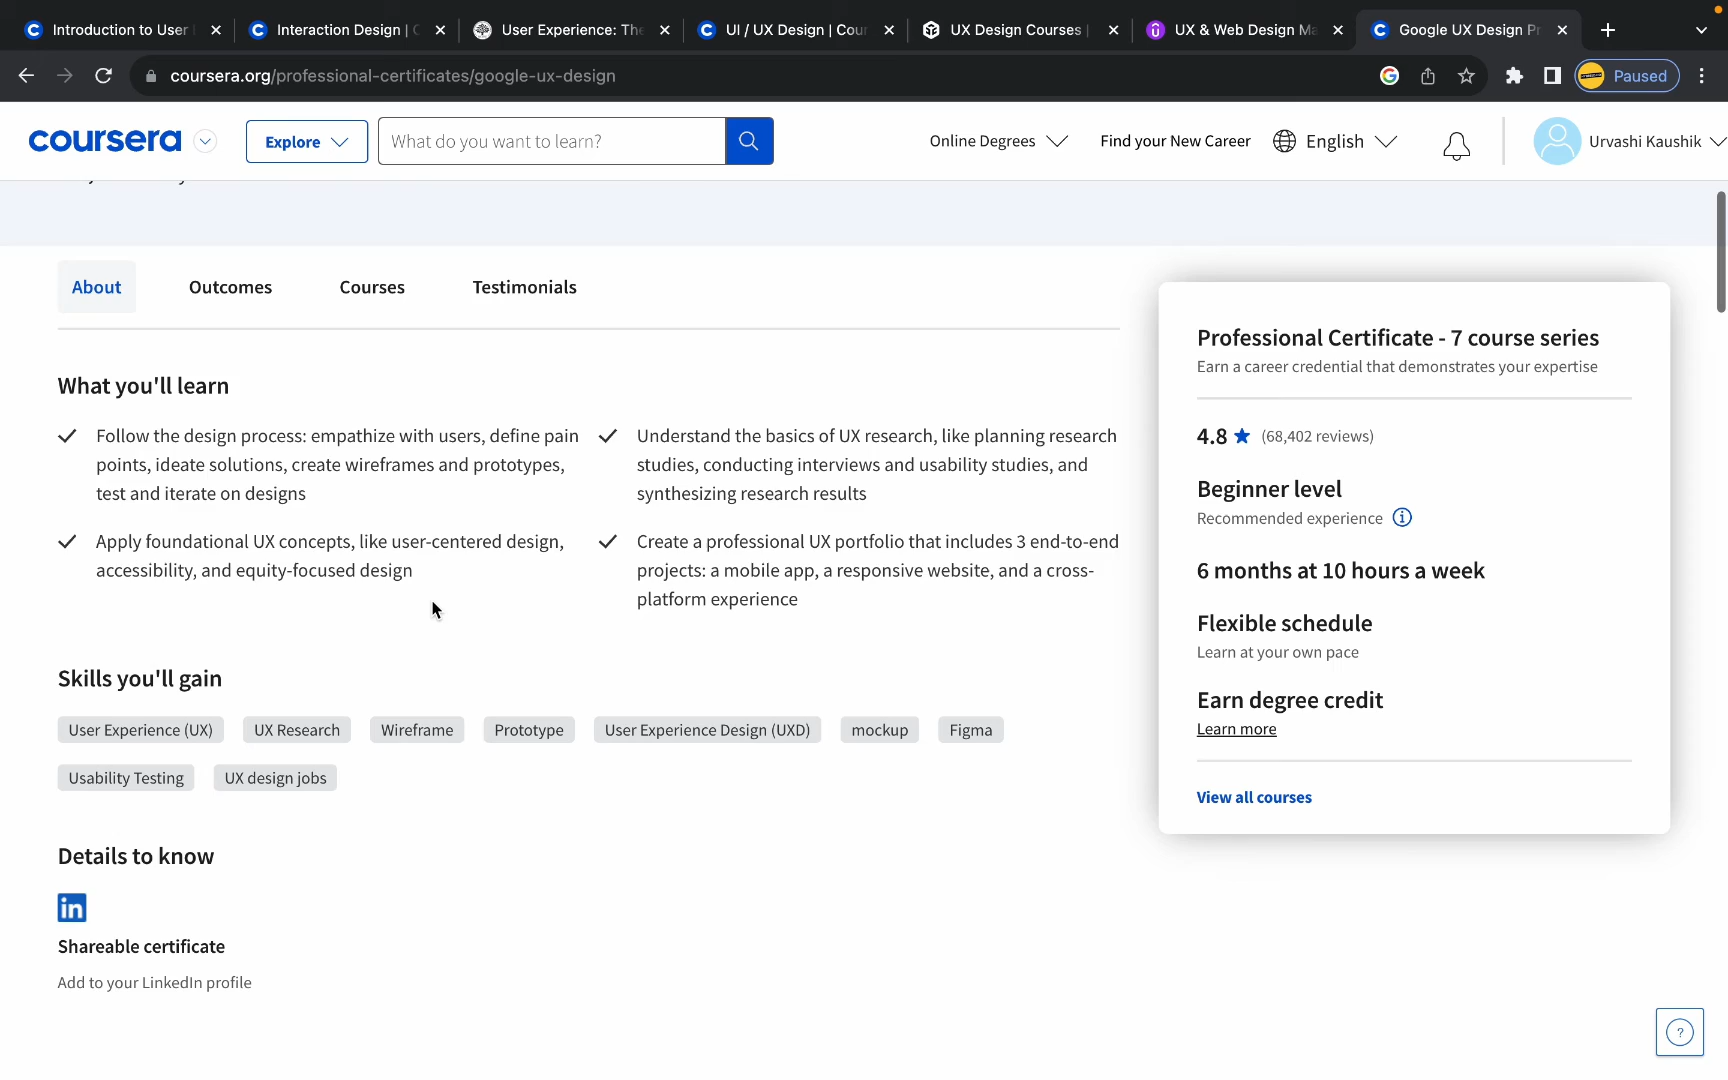 Introduction to User
Interaction Design |
User Experience: The
UI / UX Design | Cour
UX Design Courses |
UX & Web Design Ma
Google UX Design Pr
coursera.org/professional-certificates/google-ux-design
Paused
coursera
Explore
What do you want to learn?
Online Degrees
Find your New Career
English
Urvashi Kaushik
About
Outcomes
Courses
Testimonials
What you'll learn
Follow the design process: empathize with users, define pain
points, ideate solutions, create wireframes and prototypes,
test and iterate on designs
Understand the basics of UX research, like planning research
studies, conducting interviews and usability studies, and
synthesizing research results
Apply foundational UX concepts, like user-centered design,
accessibility, and equity-focused design
Create a professional UX portfolio that includes 3 end-to-end
projects: a mobile app, a responsive website, and a cross-
platform experience
Skills you'll gain
User Experience (UX)
UX Research
Wireframe
Prototype
User Experience Design (UXD)
mockup
Figma
Usability Testing
UX design jobs
Details to know
in
Shareable certificate
Add to your LinkedIn profile
Professional Certificate - 7 course series
Earn a career credential that demonstrates your expertise
4.8 ★ (68,402 reviews)
Beginner level
Recommended experience
6 months at 10 hours a week
Flexible schedule
Learn at your own pace
Earn degree credit
Learn more
View all courses
?